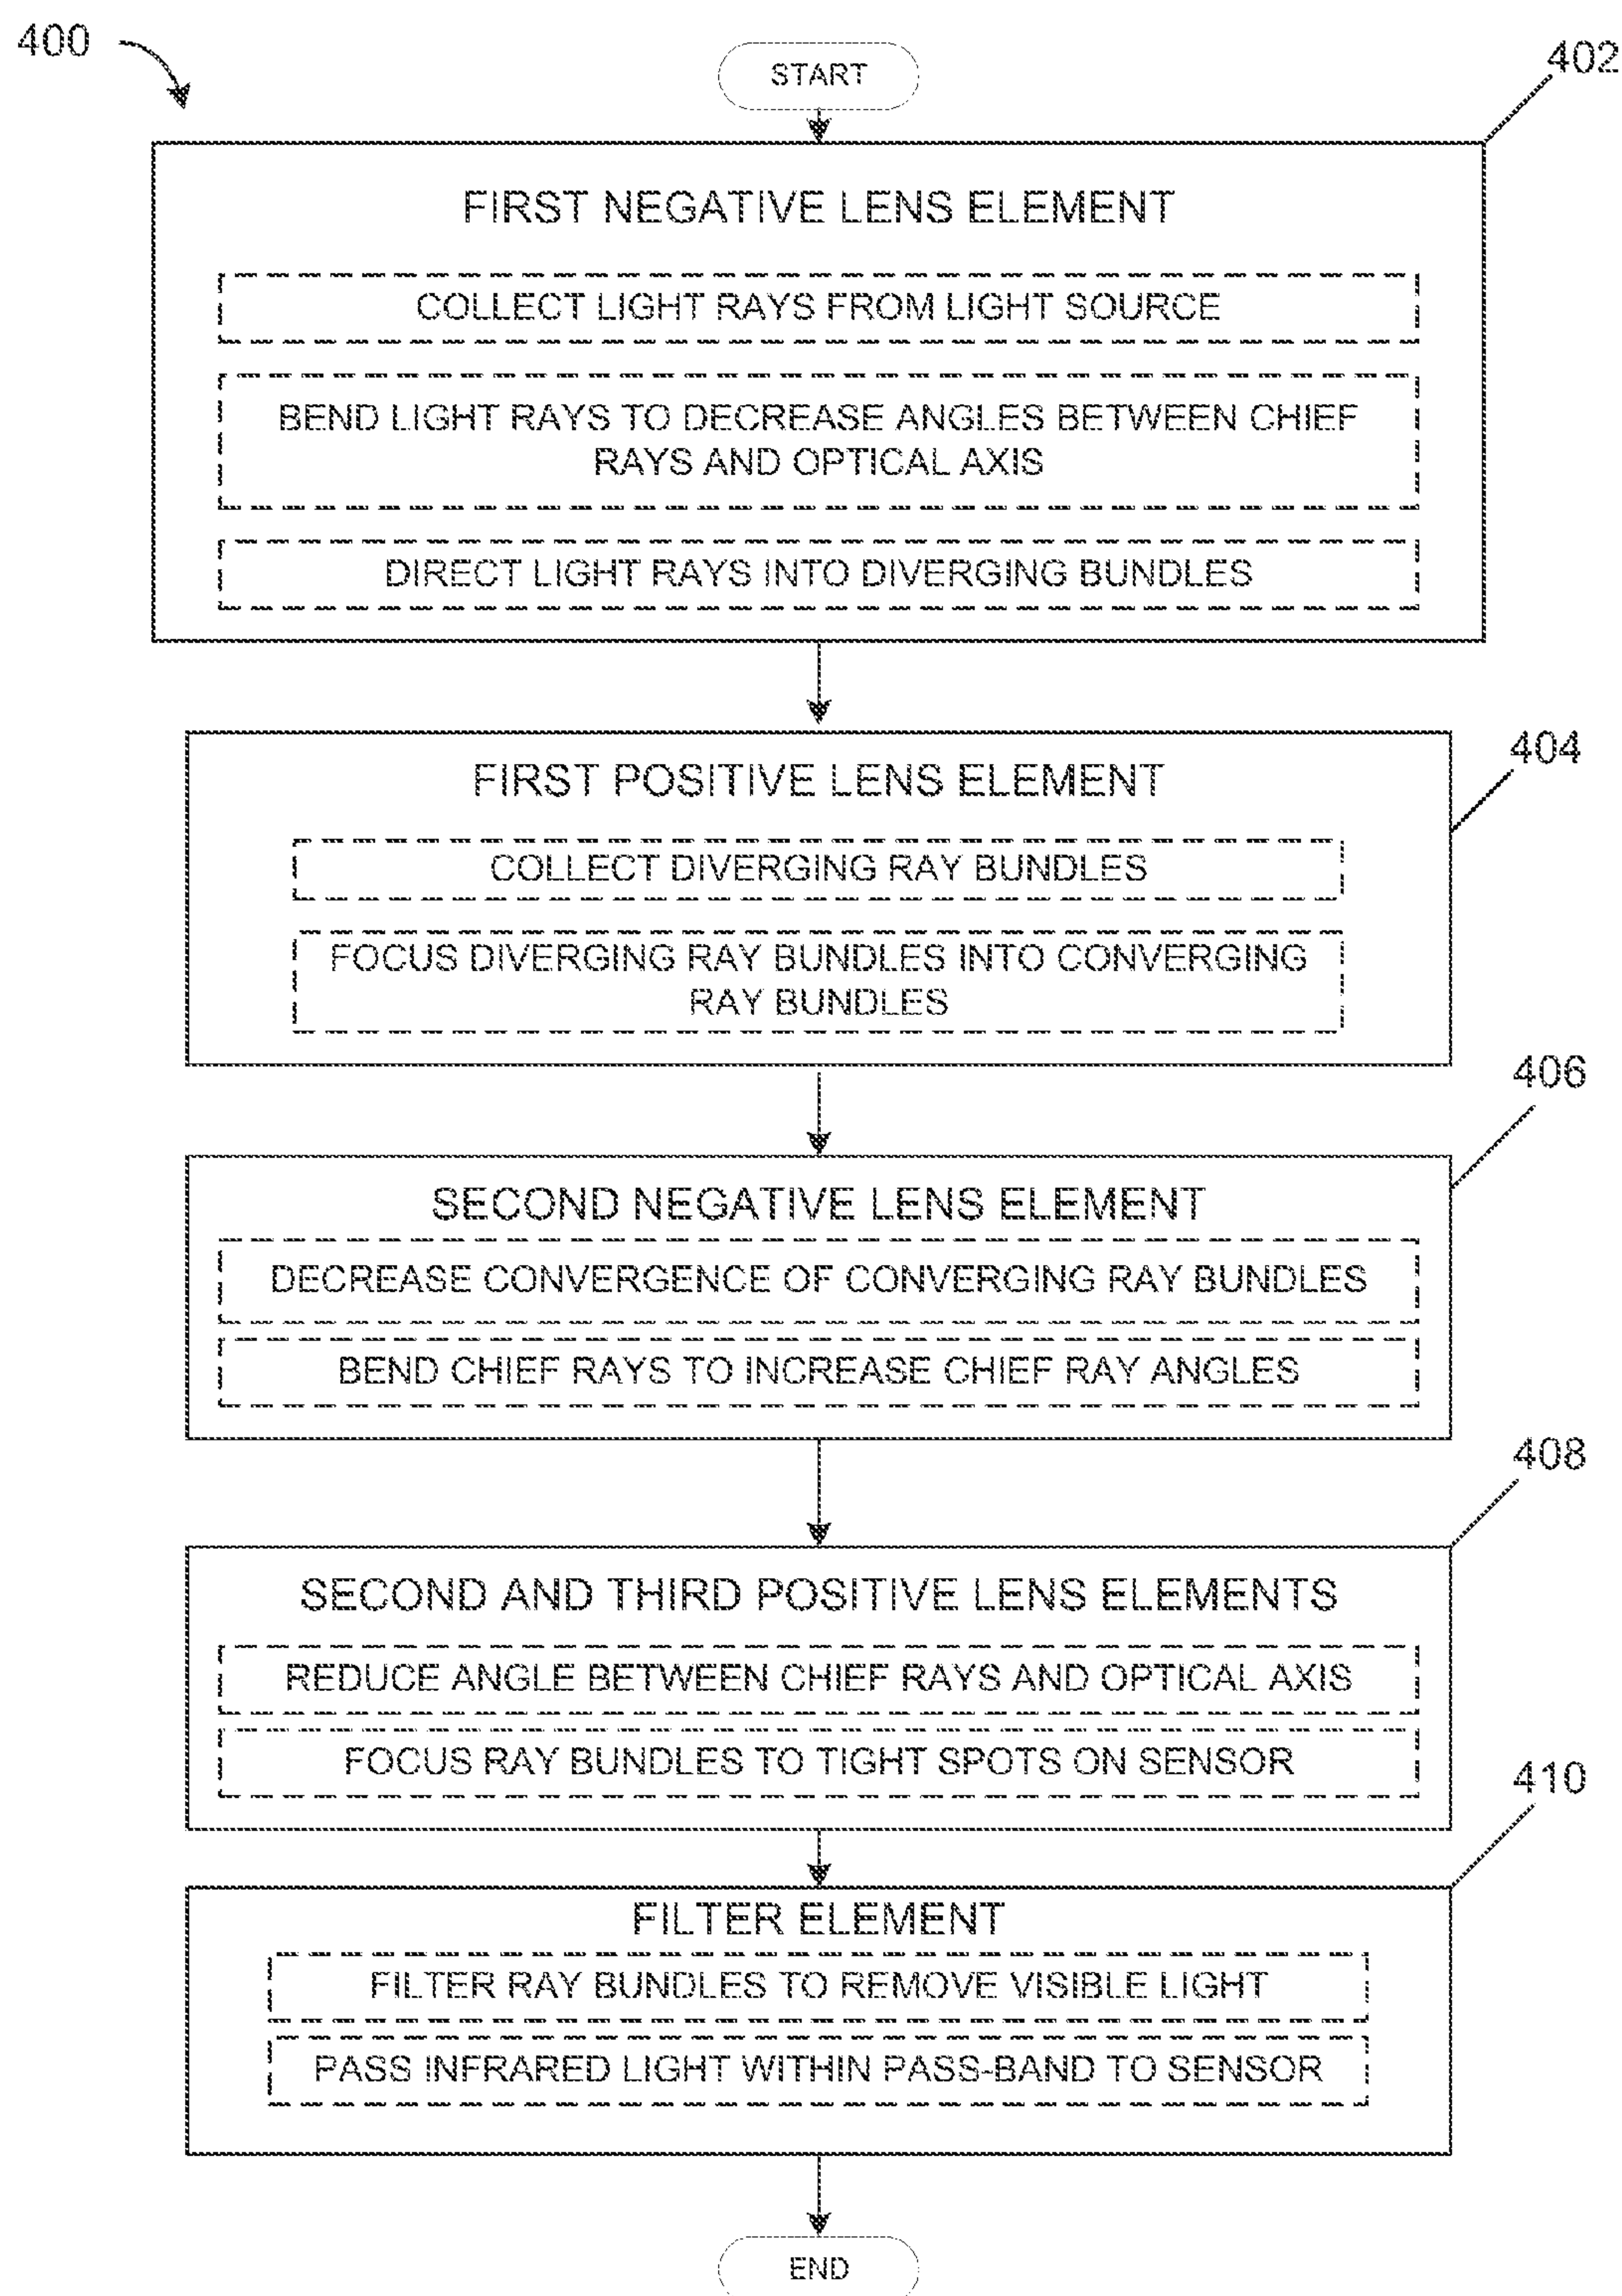 400
START
402
FIRST NEGATIVE LENS ELEMENT
COLLECT LIGHT RAYS FROM LIGHT SOURCE
BEND LIGHT RAYS TO DECREASE ANGLES BETWEEN CHIEF
RAYS AND OPTICAL AXIS
DIRECT LIGHT RAYS INTO DIVERGING BUNDLES
404
FIRST POSITIVE LENS ELEMENT
COLLECT DIVERGING RAY BUNDLES
FOCUS DIVERGING RAY BUNDLES INTO CONVERGING
RAY BUNDLES
406
SECOND NEGATIVE LENS ELEMENT
DECREASE CONVERGENCE OF CONVERGING RAY BUNDLES
BEND CHIEF RAYS TO INCREASE CHIEF RAY ANGLES
408
SECOND AND THIRD POSITIVE LENS ELEMENTS
REDUCE ANGLE BETWEEN CHIEF RAYS AND OPTICAL AXIS
FOCUS RAY BUNDLES TO TIGHT SPOTS ON SENSOR
410
FILTER ELEMENT
FILTER RAY BUNDLES TO REMOVE VISIBLE LIGHT
PASS INFRARED LIGHT WITHIN PASS-BAND TO SENSOR
END